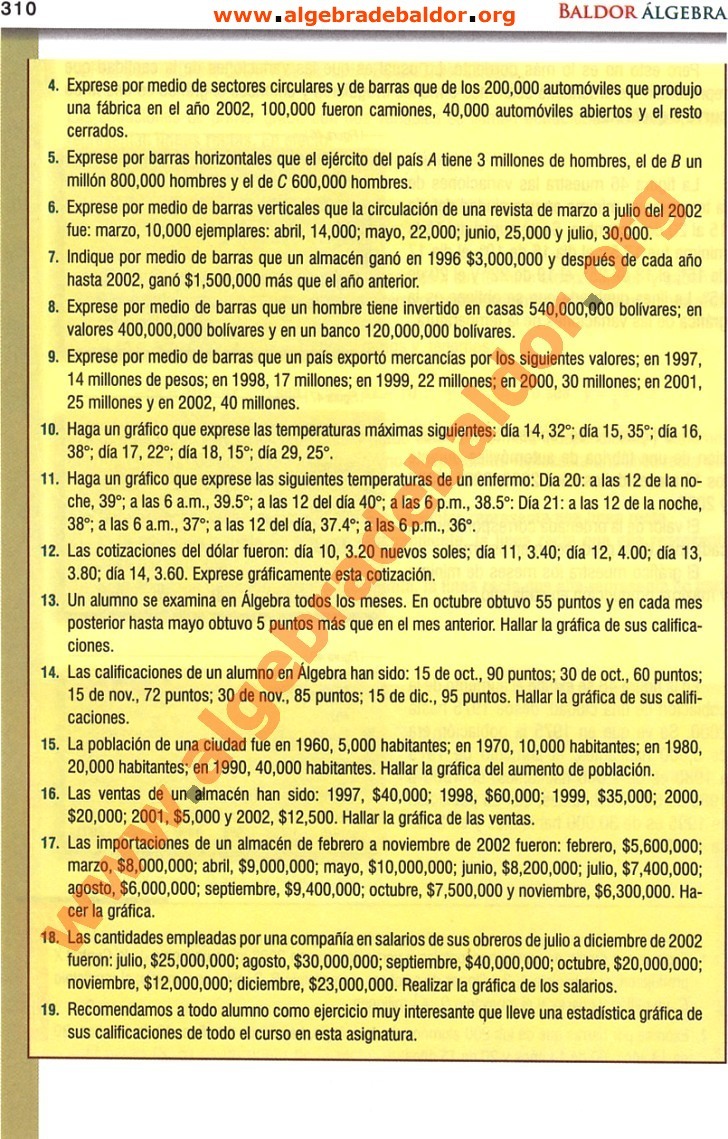 310
www.algebradebaldor.org
BALDOR ÁLGEBRA
4. Exprese por medio de sectores circulares y de barras que de los 200,000 automóviles que produjo
una fábrica en el año 2002, 100,000 fueron camiones, 40,000 automóviles abiertos y el resto
cerrados.
5. Exprese por barras horizontales que el ejército del país A tiene 3 millones de hombres, el de B un
millón 800,000 hombres y el de C 600,000 hombres.
6. Exprese por medio de barras verticales que la circulación de una revista de marzo a julio del 2002
fue: marzo, 10,000 ejemplares: abril, 14,000; mayo, 22,000; junio, 25,000 y julio, 30,000.
7. Indique por medio de barras que un almacén ganó en 1996 $3,000,000 y después de cada año
hasta 2002, ganó $1,500,000 más que el año anterior.
8. Exprese por medio de barras que un hombre tiene invertido en casas 540,000,000 bolívares; en
valores 400,000,000 bolívares y en un banco 120,000,000 bolívares.
9. Exprese por medio de barras que un país exportó mercancías por los siguientes valores; en 1997,
14 millones de pesos; en 1998, 17 millones; en 1999, 22 millones; en 2000, 30 millones; en 2001,
25 millones y en 2002, 40 millones.
10. Haga un gráfico que exprese las temperaturas máximas siguientes: día 14, 32°; día 15, 35°; día 16,
38°; día 17, 22°; día 18, 15°; día 29, 25°.
11. Haga un gráfico que exprese las siguientes temperaturas de un enfermo: Día 20: a las 12 de la no-
che, 39°; a las 6 a.m., 39.5°; a las 12 del día 40°; a las 6 p.m., 38.5°: Día 21: a las 12 de la noche,
38°; a las 6 a.m., 37°; a las 12 del día, 37.4°; a las 6 p.m., 36°.
12. Las cotizaciones del dólar fueron: día 10, 3.20 nuevos soles; día 11, 3.40; día 12, 4.00; día 13,
3.80; día 14, 3.60. Exprese gráficamente esta cotización.
13. Un alumno se examina en Álgebra todos los meses. En octubre obtuvo 55 puntos y en cada mes
posterior hasta mayo obtuvo 5 puntos más que en el mes anterior. Hallar la gráfica de sus califica-
ciones.
14. Las calificaciones de un alumno en Álgebra han sido: 15 de oct., 90 puntos; 30 de oct., 60 puntos;
15 de nov., 72 puntos; 30 de nov., 85 puntos; 15 de dic., 95 puntos. Hallar la gráfica de sus califi-
caciones.
15. La población de una ciudad fue en 1960, 5,000 habitantes; en 1970, 10,000 habitantes; en 1980,
20,000 habitantes; en 1990, 40,000 habitantes. Hallar la gráfica del aumento de población.
16. Las ventas de un almacén han sido: 1997, $40,000; 1998, $60,000; 1999, $35,000; 2000,
$20,000; 2001, $5,000 y 2002, $12,500. Hallar la gráfica de las ventas.
17. Las importaciones de un almacén de febrero a noviembre de 2002 fueron: febrero, $5,600,000;
marzo, $8,000,000; abril, $9,000,000; mayo, $10,000,000; junio, $8,200,000; julio, $7,400,000;
agosto, $6,000,000; septiembre, $9,400,000; octubre, $7,500,000 y noviembre, $6,300,000. Ha-
cer la gráfica.
18. Las cantidades empleadas por una compañía en salarios de sus obreros de julio a diciembre de 2002
fueron: julio, $25,000,000; agosto, $30,000,000; septiembre, $40,000,000; octubre, $20,000,000;
noviembre, $12,000,000; diciembre, $23,000,000. Realizar la gráfica de los salarios.
19. Recomendamos a todo alumno como ejercicio muy interesante que lleve una estadística gráfica de
sus calificaciones de todo el curso en esta asignatura.
www.algebradebaldor.org